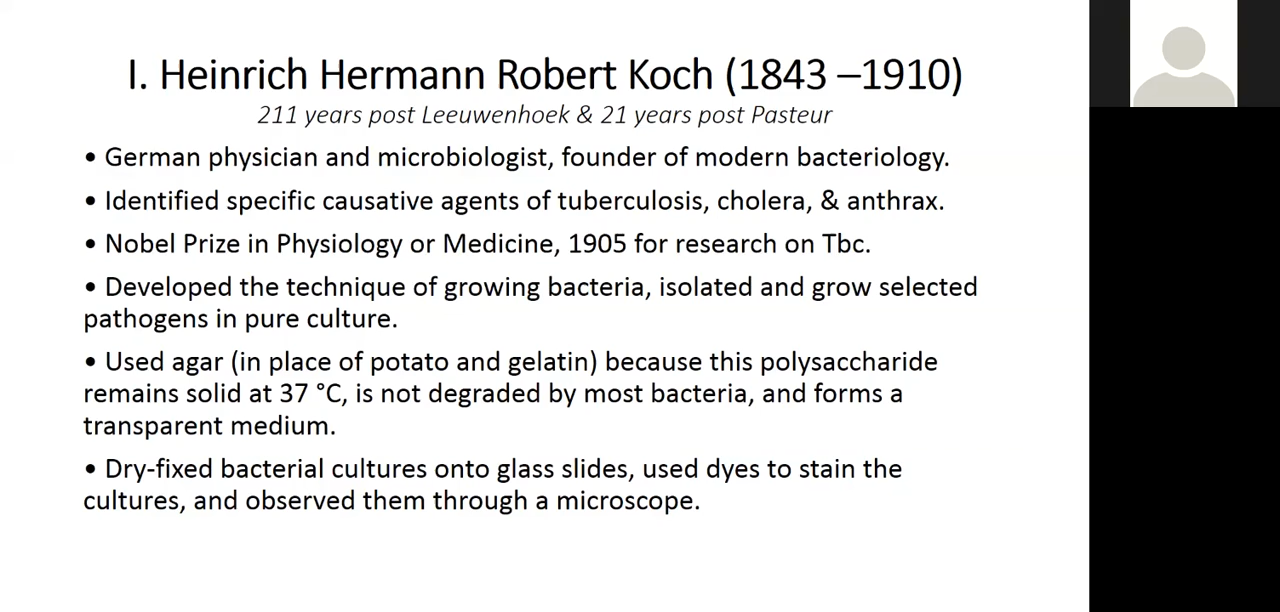 I. Heinrich Hermann Robert Koch (1843 –1910)
211 years post Leeuwenhoek & 21 years post Pasteur
• German physician and microbiologist, founder of modern bacteriology.
• Identified specific causative agents of tuberculosis, cholera, & anthrax.
• Nobel Prize in Physiology or Medicine, 1905 for research on Tbc.
• Developed the technique of growing bacteria, isolated and grow selected
pathogens in pure culture.
• Used agar (in place of potato and gelatin) because this polysaccharide
remains solid at 37 °C, is not degraded by most bacteria, and forms a
transparent medium.
• Dry-fixed bacterial cultures onto glass slides, used dyes to stain the
cultures, and observed them through a microscope.